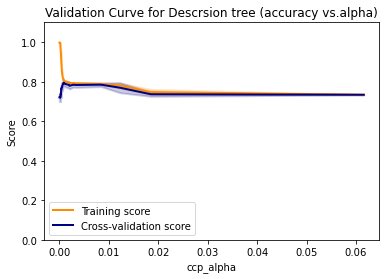 Validation Curve for Descrsion tree (accuracy vs.alpha)
1.0
0.8
0.6
0.4
0.2
0.0
Score
Training score
Cross-validation score
0.00 0.01 0.02 0.03 0.04 0.05 0.06
ccp_alpha